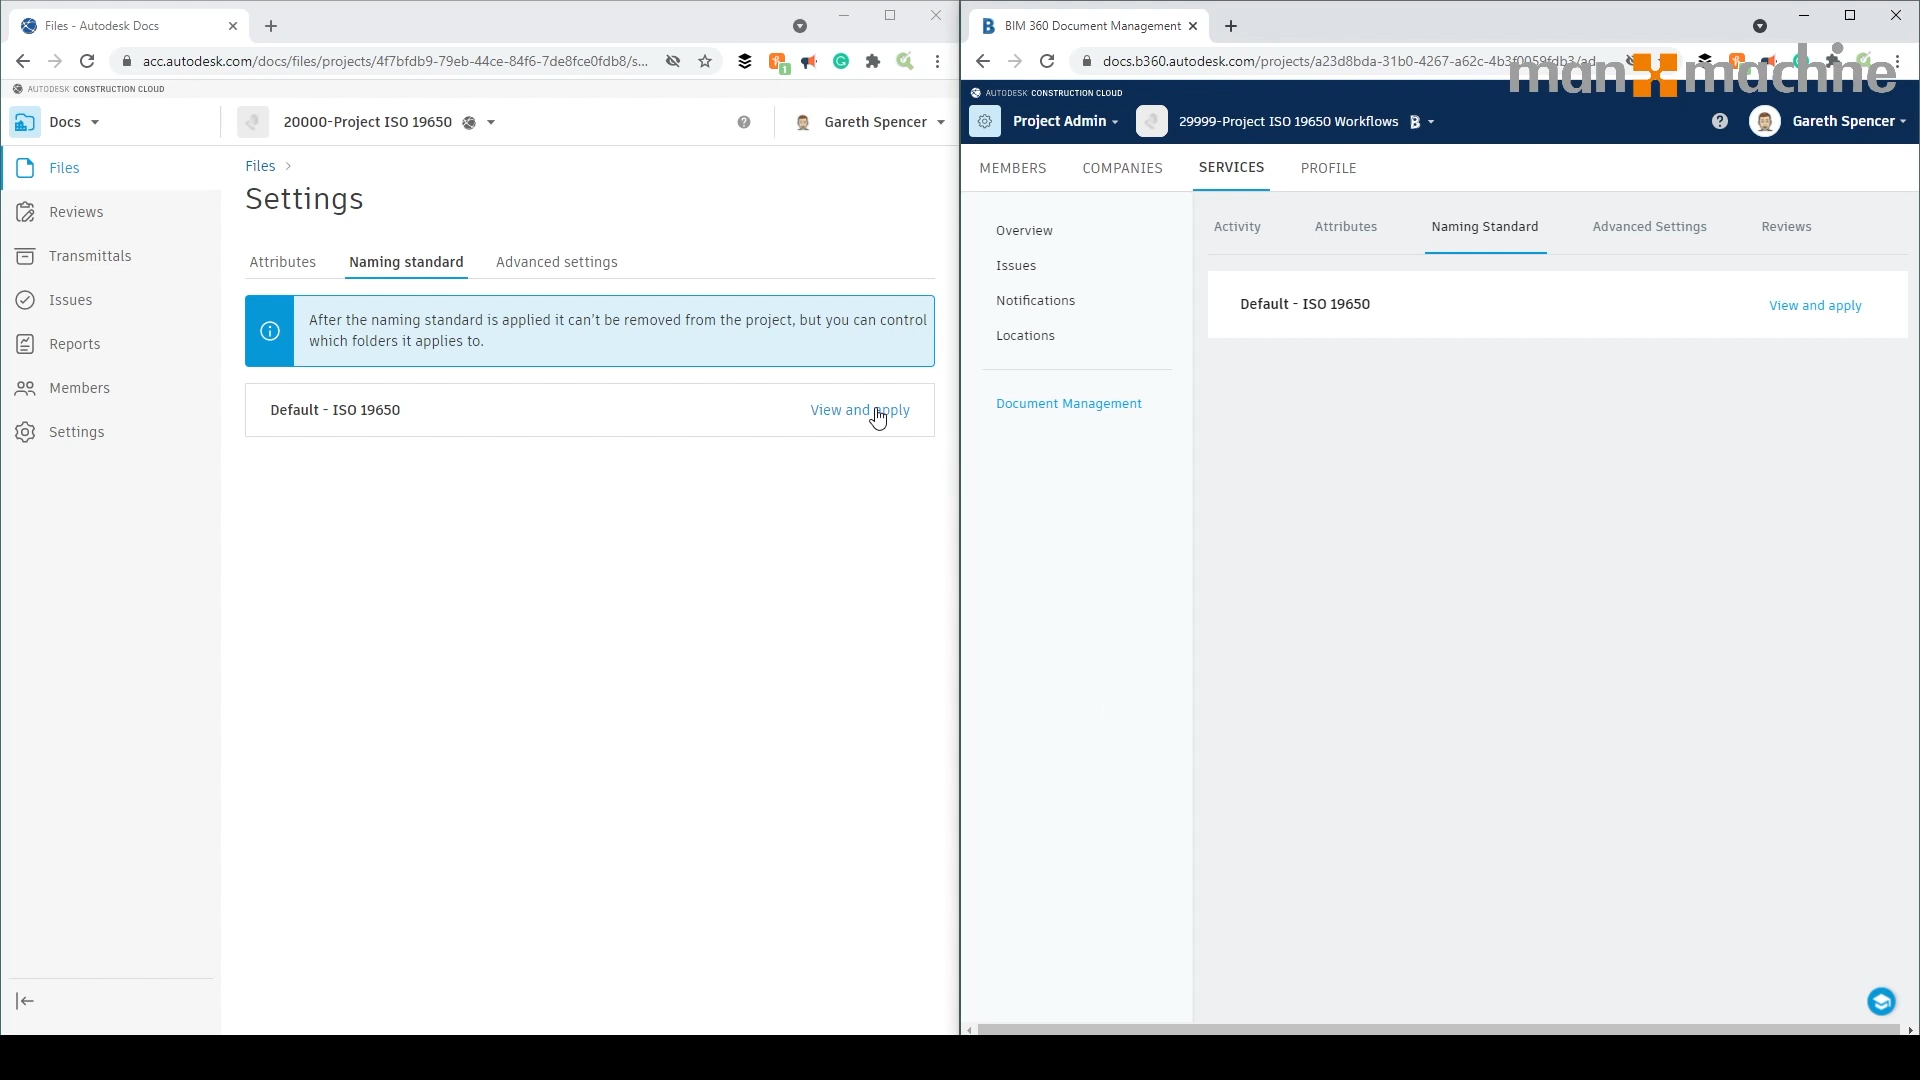 Files - Autodesk Docs
acc.autodesk.com/docs/files/projects/4f7bfdb9-79eb-44ce-84f6-7de8fce0fdb8/s...
1
AUTODESK CONSTRUCTION CLOUD
Docs
20000-Project ISO 19650
Gareth Spencer
Files
Reviews
Transmittals
Issues
Reports
Members
Settings
Files >
Settings
Attributes
Naming standard
Advanced settings
After the naming standard is applied it can't be removed from the project, but you can control
which folders it applies to.
Default - ISO 19650
View and apply
BIM 360 Document Management
docs.b360.autodesk.com/projects/a23d8bda-31b0-4267-a62c-4b3f0059fdb3/ad
man machine
AUTODESK CONSTRUCTION CLOUD
Project Admin
29999-Project ISO 19650 Workflows
B
Gareth Spencer
MEMBERS
COMPANIES
SERVICES
PROFILE
Overview
Issues
Notifications
Locations
Document Management
Activity
Attributes
Naming Standard
Advanced Settings
Reviews
Default - ISO 19650
View and apply